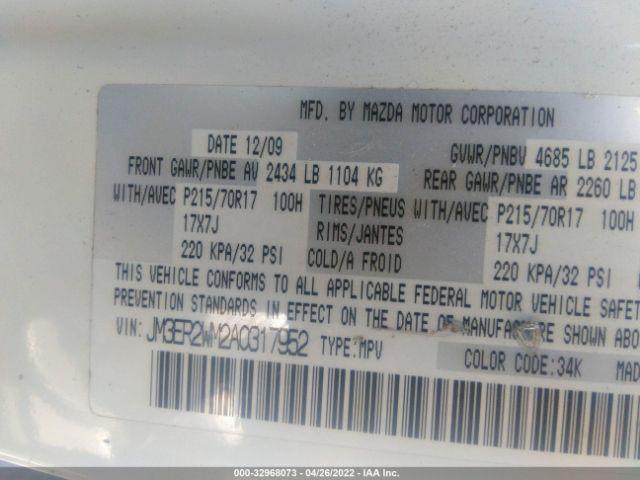 MFD. BY MAZDA MOTOR CORPORATION
DATE 12/09 GVWR/PNBV 4685 LB 2125
FRONT GAWR/PNBE AV 2434 LB 1104 KG REAR GAWR/PNBE AR 2260 LB
WITH/AVEC P215/70R17 100H TIRES/PNEUS WITH/AVEC P215/70R17 100H
17X7J RIMS/JANTES 17X7J
220 KPA/32 PSI COLD/A FROID 220 KPA/32 PSI
THIS VEHICLE CONFORMS TO ALL APPLICABLE FEDERAL MOTOR VEHICLE SAFET
PREVENTION STANDARDS IN EFFECT ON THE DATE OF MANUFACTURE SHOWN ABO
VIN: JM3ER2WM2A0317952 TYPE:MPV
COLOR CODE:34K MAD
000-32968073 - 04/26/2022 - IAA Inc.